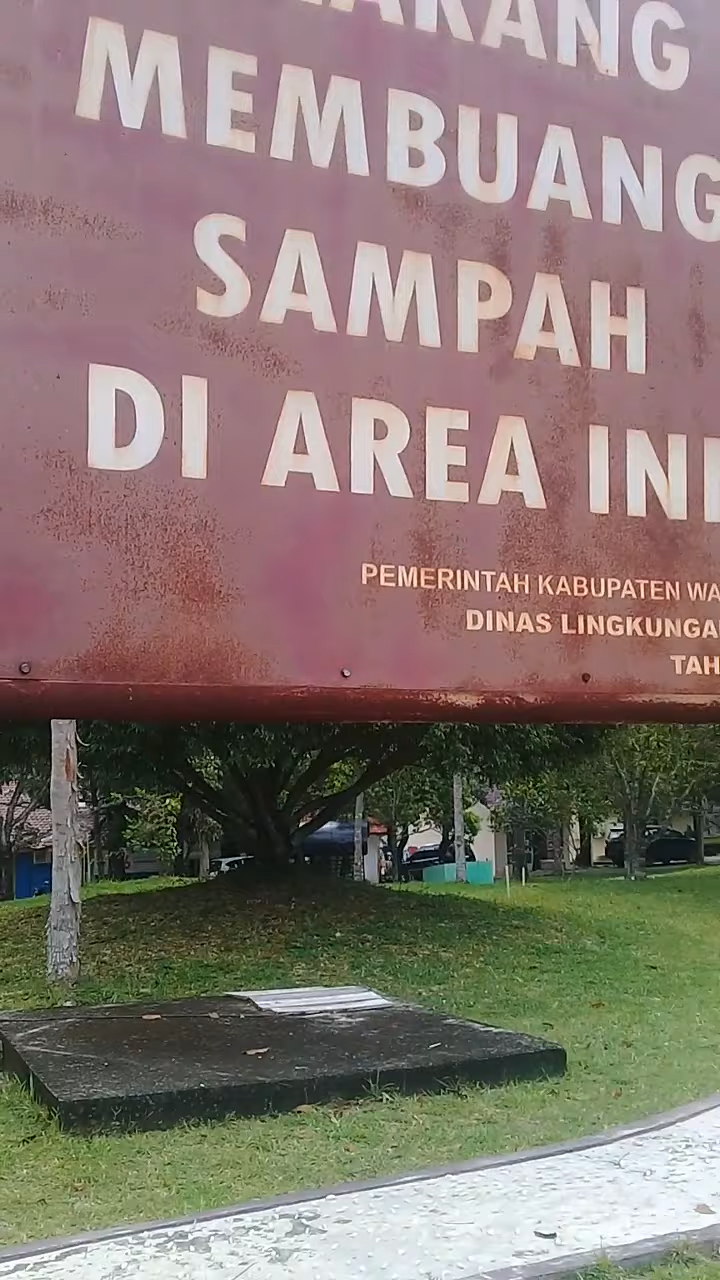 ARANG
MEMBUANG
SAMPAH
DI AREA INI
PEMERINTAH KABUPATEN WA
DINAS LINGKUNGA
TAH